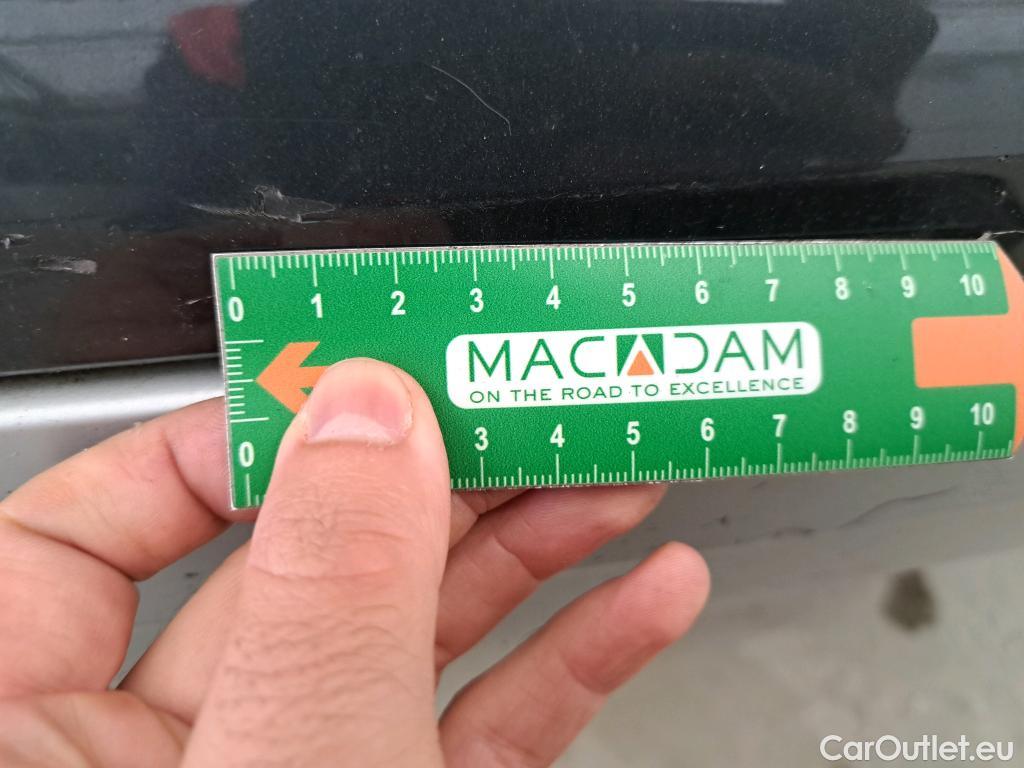 0 1 2 3 4 5 6 7 8 9 10
MACADAM
ON THE ROAD TO EXCELLENCE
0 3 4 5 6 7 8 9 10
CarOutlet.eu